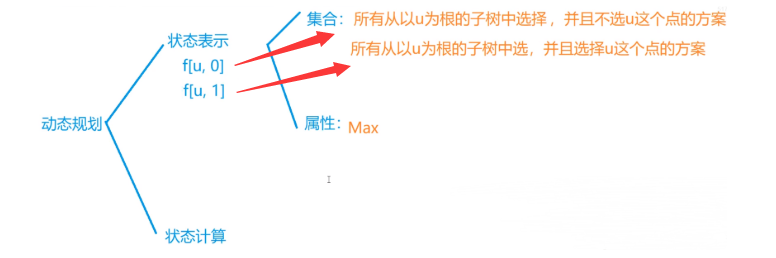 集合：所有从以u为根的子树中选择，并且不选u这个点的方案
状态表示
所有从以u为根的子树中选，并且选择u这个点的方案
f[u, 0]
f[u, 1]
动态规划
属性：Max
状态计算